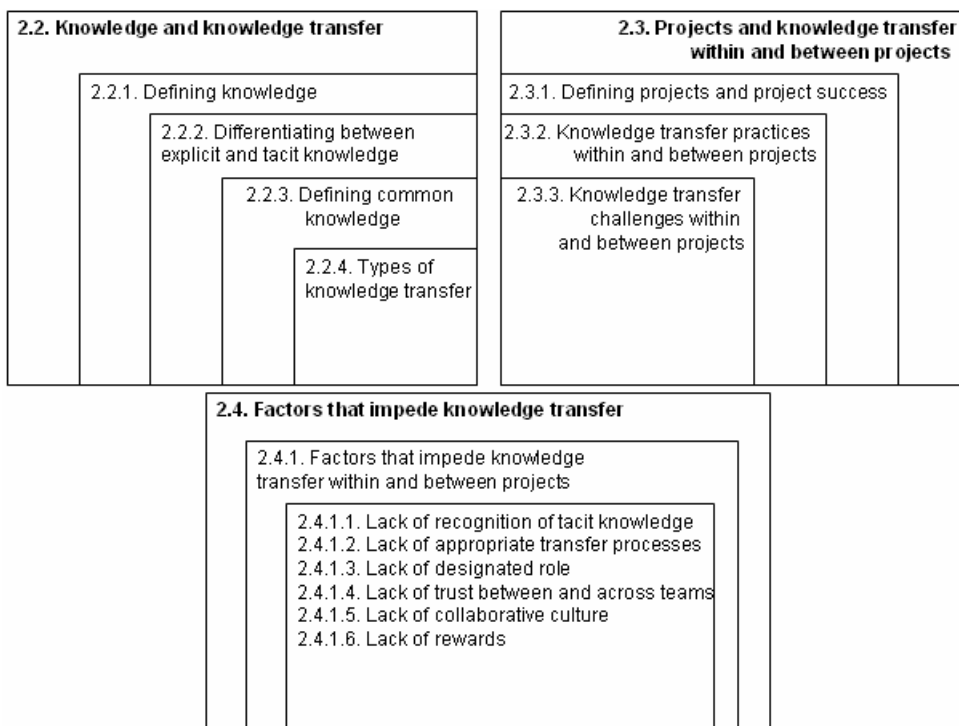 2.2. Knowledge and knowledge transfer
2.2.1. Defining knowledge
2.2.2. Differentiating between
explicit and tacit knowledge
2.2.3. Defining common
knowledge
2.2.4. Types of
knowledge transfer
2.3. Projects and knowledge transfer
within and between projects
2.3.1. Defining projects and project success
2.3.2. Knowledge transfer practices
within and between projects
2.3.3. Knowledge transfer
challenges within
and between projects
2.4. Factors that impede knowledge transfer
2.4.1. Factors that impede knowledge
transfer within and between projects
2.4.1.1. Lack of recognition of tacit knowledge
2.4.1.2. Lack of appropriate transfer processes
2.4.1.3. Lack of designated role
2.4.1.4. Lack of trust between and across teams
2.4.1.5. Lack of collaborative culture
2.4.1.6. Lack of rewards